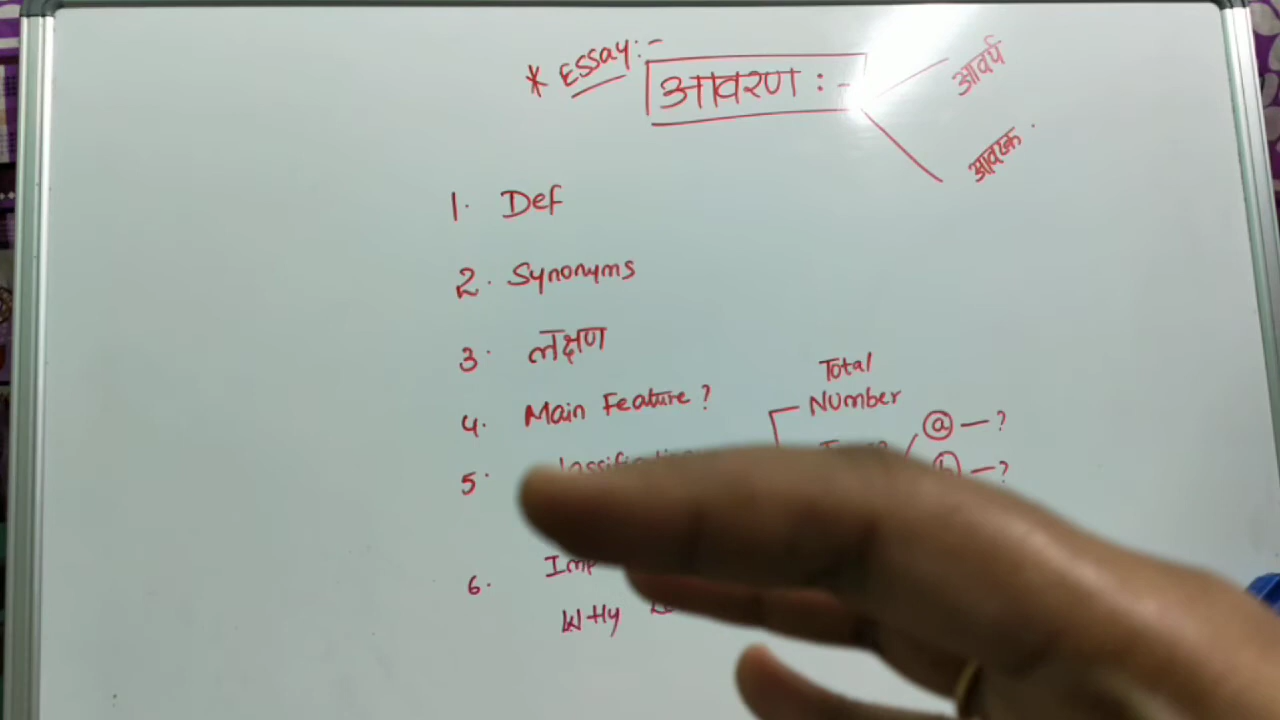 * Essay:-
आवरण :-
आवर्य
आवरक
1. Def
2. Synonyms
3. लक्षण
4. Main Feature ?
Total
Number
5.
ⓐ — ?
— ?
6.
WHy